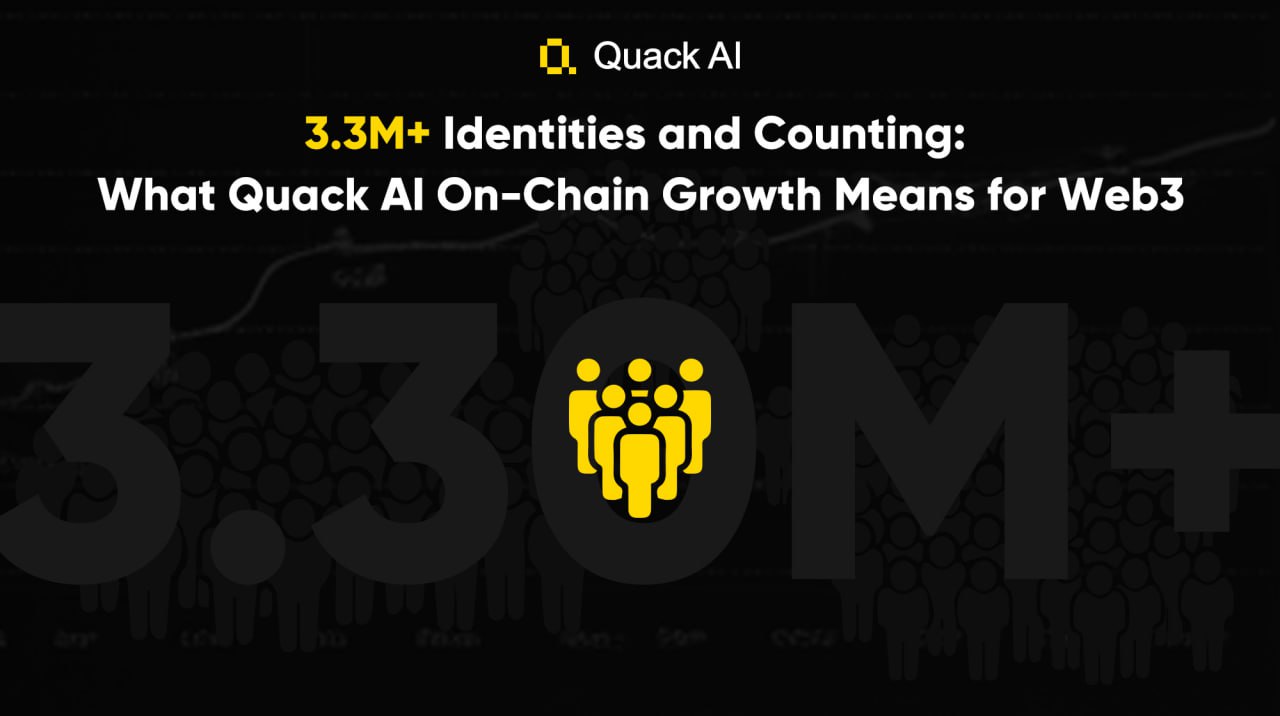 Quack AI
3.3M+ Identities and Counting:
What Quack AI On-Chain Growth Means for Web3
3.30M+